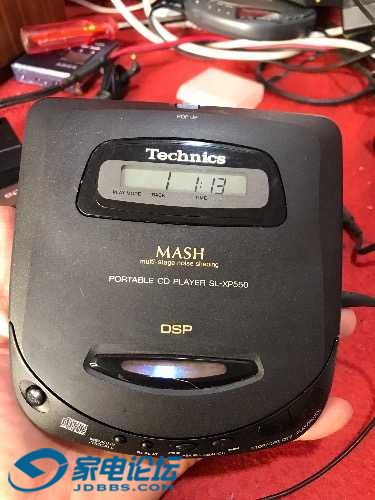 POP UP
Technics
PLAY MODE TRACK TIME
1 1:13
MASH
multi-stage noise shaping
PORTABLE CD PLAYER SL-XP550
DSP
家电论坛
JDBBS.COM